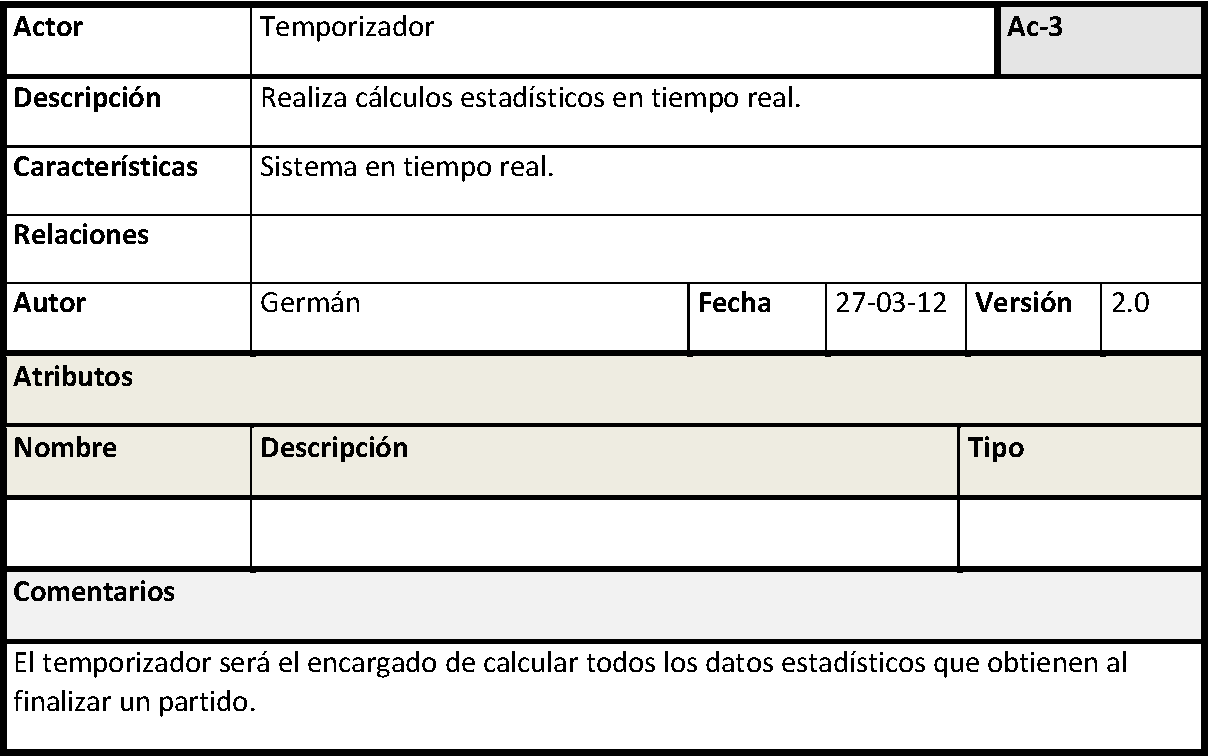 Actor Temporizador Ac-3
Descripción Realiza cálculos estadísticos en tiempo real.
Características Sistema en tiempo real.
Relaciones
Autor Germán Fecha 27-03-12 Versión 2.0
Atributos
Nombre Descripción Tipo
Comentarios
El temporizador será el encargado de calcular todos los datos estadísticos que obtienen al
finalizar un partido.